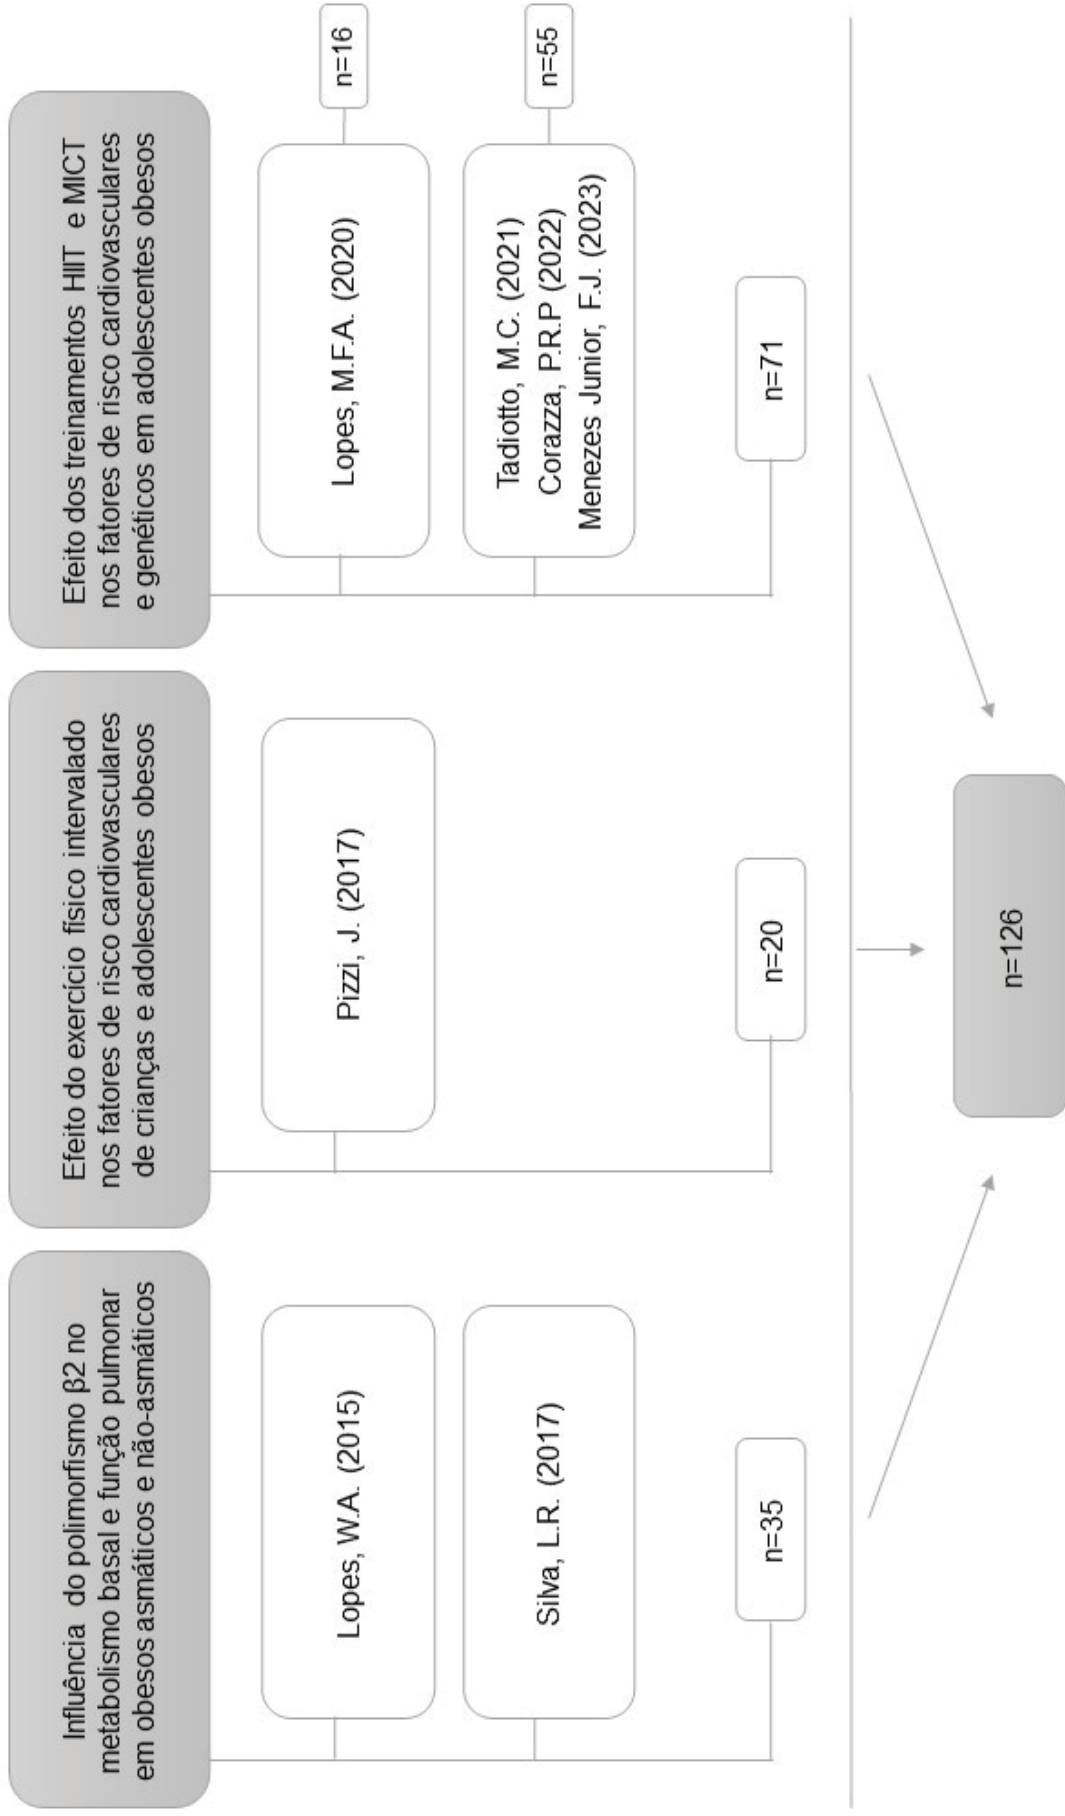 Influência do polimorfismo β2 no
metabolismo basal e função pulmonar
em obesos asmáticos e não-asmáticos
Lopes, W.A. (2015)
Silva, L.R. (2017)
n=35
Efeito do exercício físico intervalado
nos fatores de risco cardiovasculares
de crianças e adolescentes obesos
Pizzi, J. (2017)
n=20
Efeito dos treinamentos HIIT e MICT
nos fatores de risco cardiovasculares
e genéticos em adolescentes obesos
Lopes, M.F.A. (2020)
n=16
Tadiotto, M.C. (2021)
Corazza, P.R.P (2022)
Menezes Junior, F.J. (2023)
n=55
n=71
n=126